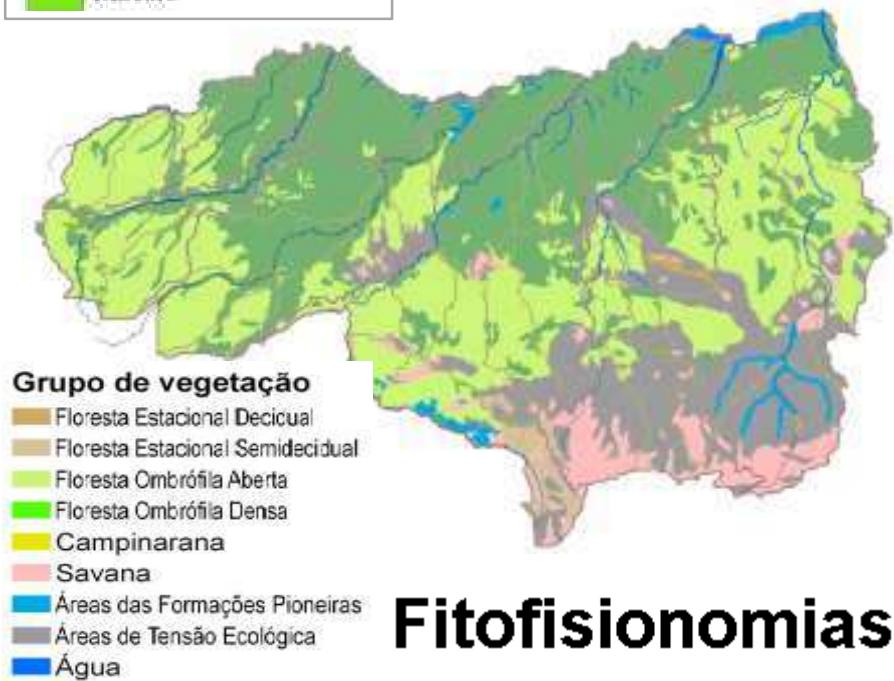 Grupo de vegetação
Floresta Estacional Decicual
Floresta Estacional Semidecidual
Floresta Ombrófila Aberta
Floresta Ombrófila Densa
Campinarana
Savana
Áreas das Formações Pioneiras
Áreas de Tensão Ecológica
Água
Fitofisionomias